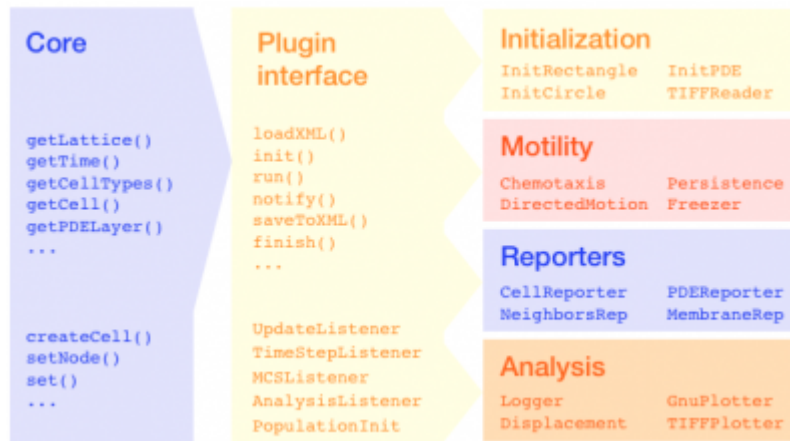 Core
getLattice()
getTime()
getCellTypes()
getCell()
getPDELayer()
...
createCell()
setNode()
set()
...
Plugin
interface
loadXML()
init()
run()
notify()
saveToXML()
finish()
...
UpdateListener
TimeStepListener
MCSListener
AnalysisListener
PopulationInit
Initialization
InitRectangle InitPDE
InitCircle TIFFReader
Motility
Chemotaxis Persistence
DirectedMotion Freezer
Reporters
CellReporter PDEReporter
NeighborsRep MembraneRep
Analysis
Logger GnuPlotter
Displacement TIFFPlotter